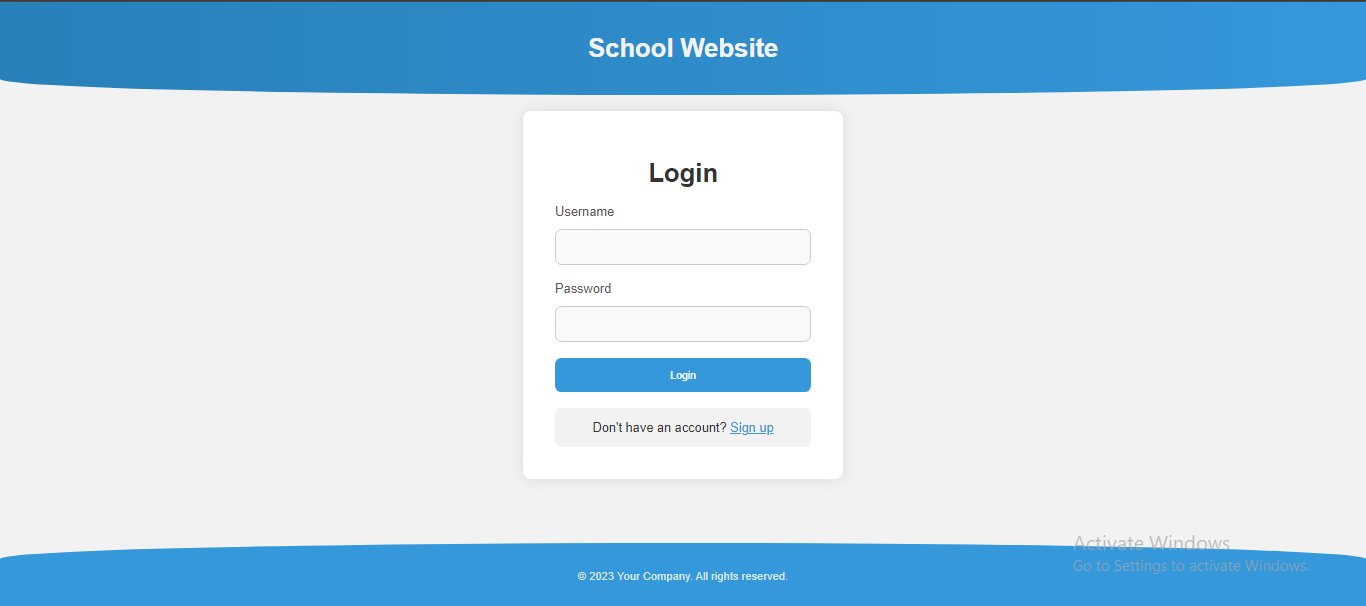 School Website
Login
Username
Password
Login
Don't have an account? Sign up
Activate Windows
Go to Settings to activate Windows.
© 2023 Your Company. All rights reserved.